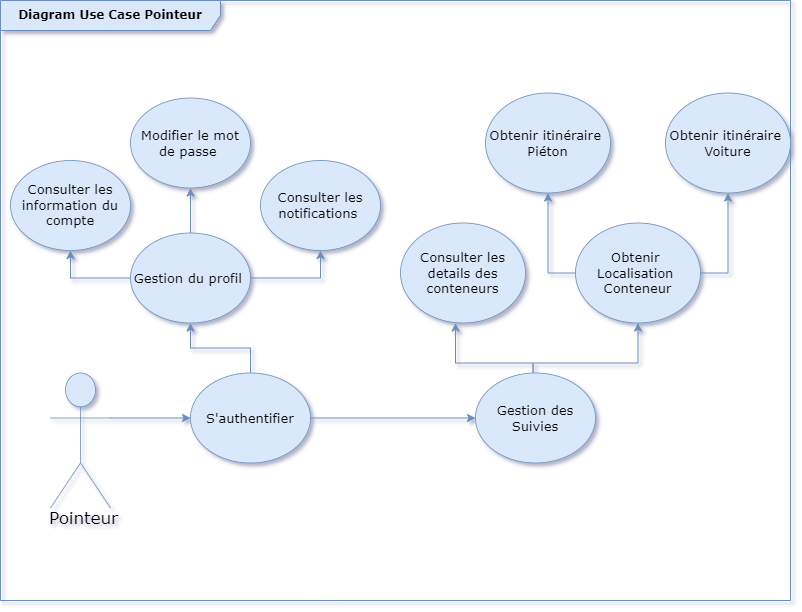 Diagram Use Case Pointeur
Modifier le mot
de passe
Consulter les
information du
compte
Consulter les
notifications
Gestion du profil
Obtenir itinéraire
Piéton
Obtenir itinéraire
Voiture
Consulter les
details des
conteneurs
Obtenir
Localisation
Conteneur
S'authentifier
Gestion des
Suivies
Pointeur